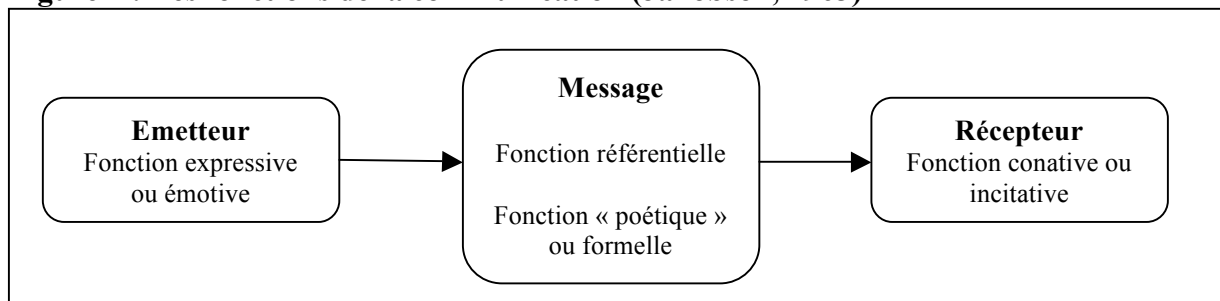 Emetteur
Fonction expressive
ou émotive
Message
Fonction référentielle
Fonction « poétique »
ou formelle
Récepteur
Fonction conative ou
incitative